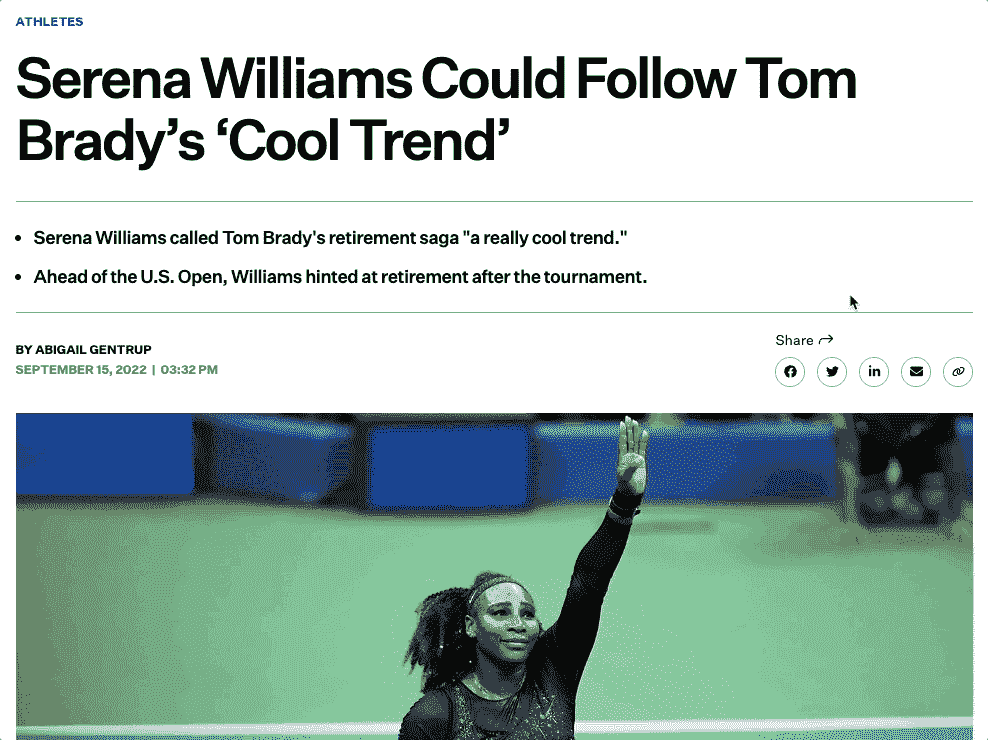 ATHLETES
Serena Williams Could Follow Tom
Brady’s ‘Cool Trend’
Serena Williams called Tom Brady's retirement saga "a really cool trend."
Ahead of the U.S. Open, Williams hinted at retirement after the tournament.
BY ABIGAIL GENTRUP
SEPTEMBER 15, 2022 | 03:32 PM
Share